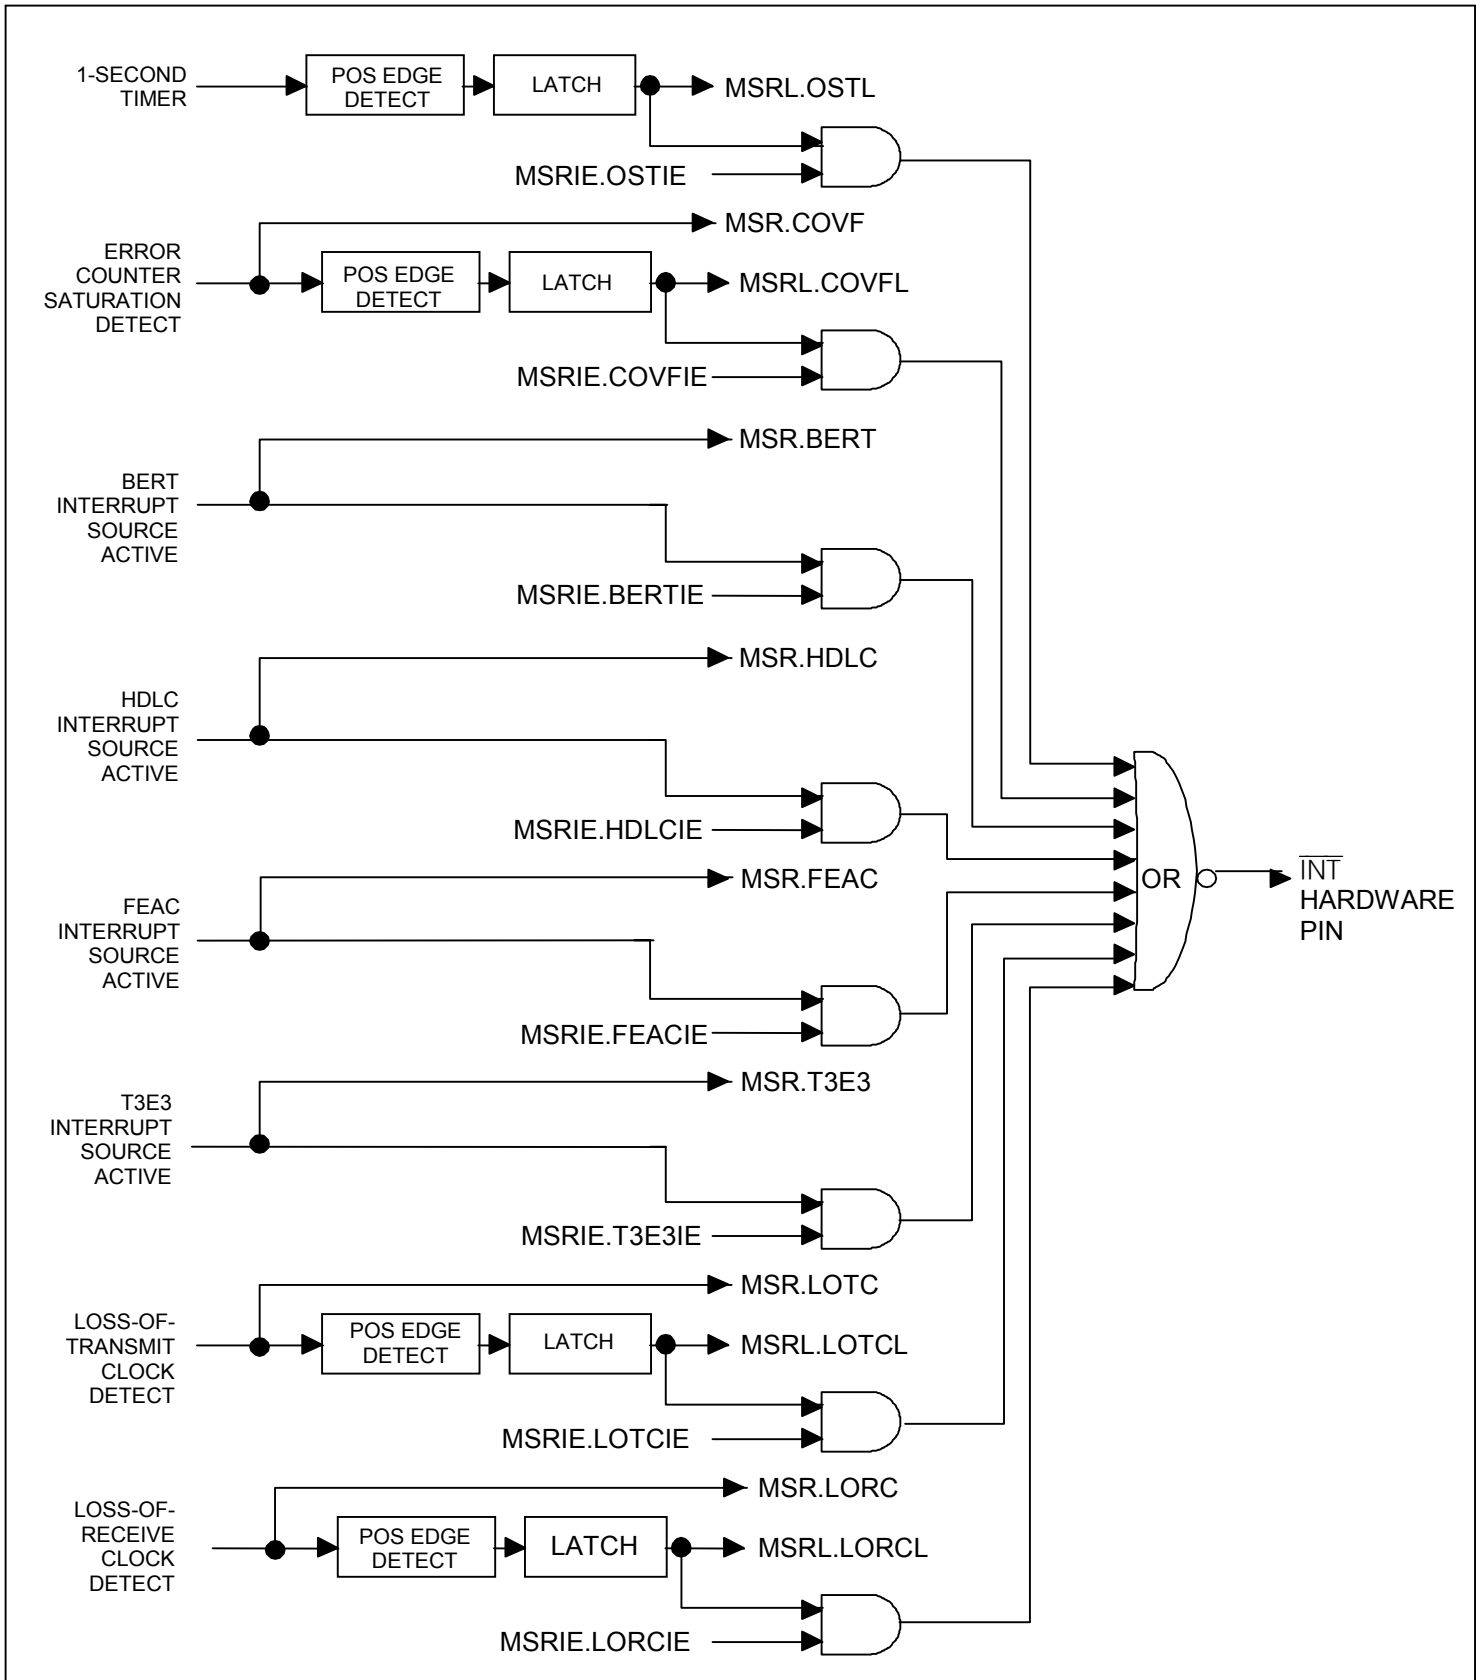 1-SECOND
TIMER
POS EDGE
DETECT
LATCH
MSRL.OSTL
MSRIE.OSTIE
MSR.COVF
ERROR
COUNTER
SATURATION
DETECT
POS EDGE
DETECT
LATCH
MSRL.COVFL
MSRIE.COVFIE
MSR.BERT
BERT
INTERRUPT
SOURCE
ACTIVE
MSRIE.BERTIE
MSR.HDLC
HDLC
INTERRUPT
SOURCE
ACTIVE
MSRIE.HDLCIE
MSR.FEAC
OR
INT
HARDWARE
PIN
FEAC
INTERRUPT
SOURCE
ACTIVE
MSRIE.FEACIE
MSR.T3E3
T3E3
INTERRUPT
SOURCE
ACTIVE
MSRIE.T3E3IE
MSR.LOTC
LOSS-OF-
TRANSMIT
CLOCK
DETECT
POS EDGE
DETECT
LATCH
MSRL.LOTCL
MSRIE.LOTCIE
MSR.LORC
LOSS-OF-
RECEIVE
CLOCK
DETECT
POS EDGE
DETECT
LATCH
MSRL.LORCL
MSRIE.LORCIE